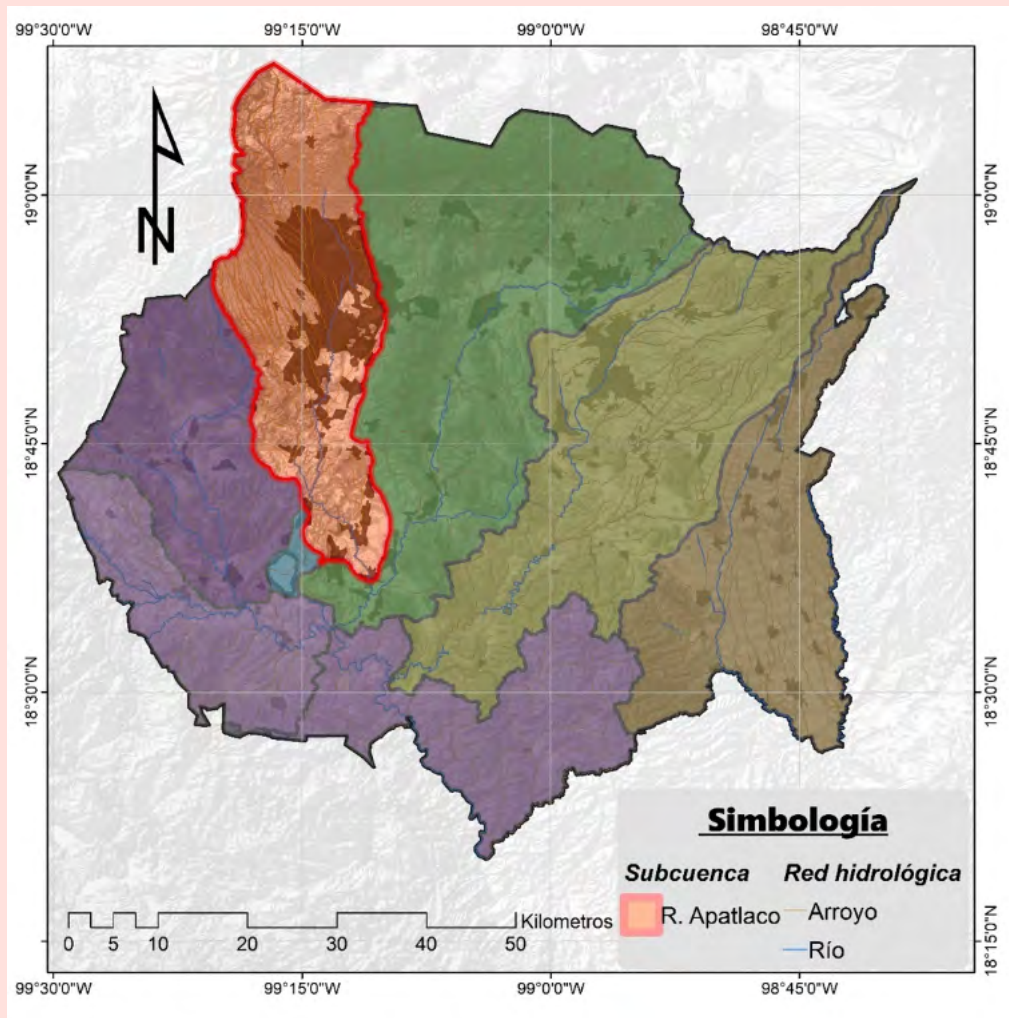 99°30'0"W 99°15'0"W 99°0'0"W 98°45'0"W
19°0'0"N 19°0'0"N
N
18°45'0"N 18°45'0"N
18°30'0"N 18°30'0"N
Simbología
Subcuenca Red hidrológica
R. Apatlaco Arroyo
Río
Kilometros
0 5 10 20 30 40 50
18°15'0"N
99°30'0"W 99°15'0"W 99°0'0"W 98°45'0"W